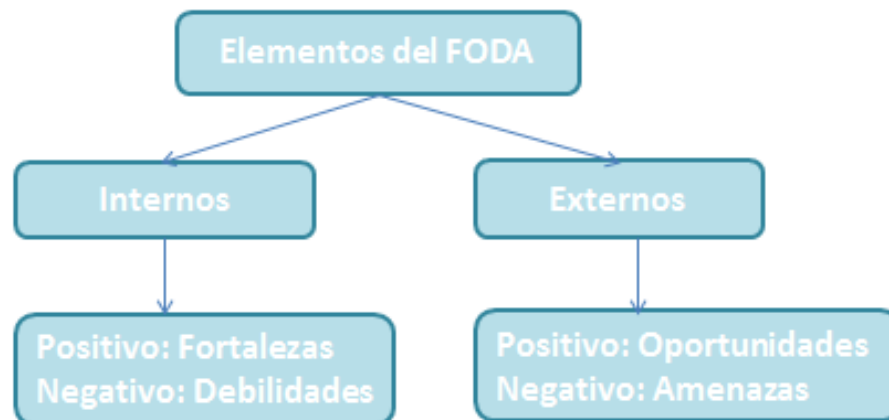 Elementos del FODA
Internos
Externos
Positivo: Fortalezas
Negativo: Debilidades
Positivo: Oportunidades
Negativo: Amenazas